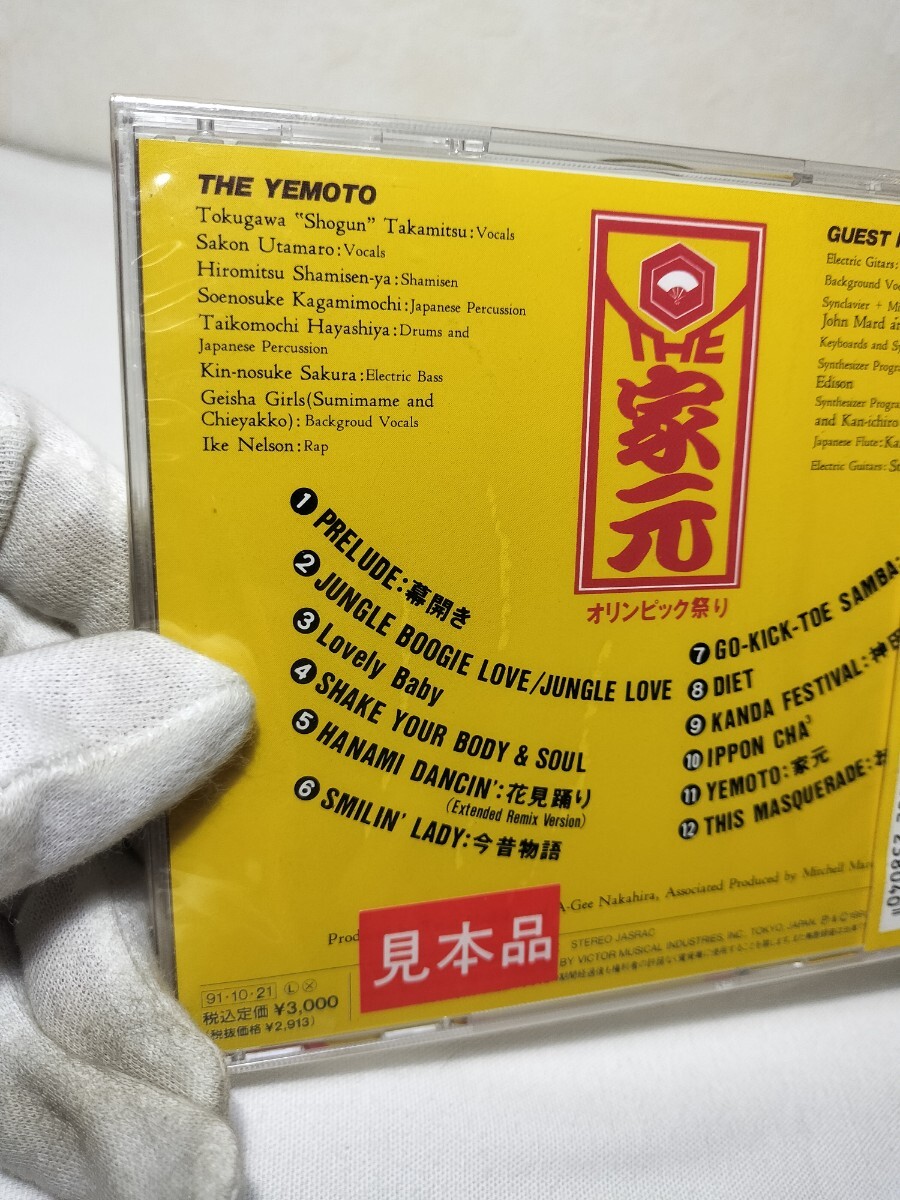 THE YEMOTO
Tokugawa "Shogun" Takamitsu: Vocals
Sakon Utamaro: Vocals
Hiromitsu Shamisen-ya: Shamisen
Soenosuke Kagamimochi: Japanese Percussion
Taikomochi Hayashiya: Drums and
Japanese Percussion
Kin-nosuke Sakura: Electric Bass
Geisha Girls(Sumimame and
Chieyakko): Backgroud Vocals
Ike Nelson: Rap
THE
家元
オリンピック祭り
GUEST
Electric Gitars:
Background
Synclavier +
John Mard
Keyboards and
Synthesizer
Edison
Synthesizer
and Kan-ichiro
Japanese Flute:
Electric Guitars:
1 PRELUDE:幕開き
2 JUNGLE BOOGIE LOVE/JUNGLE LOVE
3 Lovely Baby
4 SHAKE YOUR BODY & SOUL
5 HANAMI DANCIN':花見踊り
(Extended Remix Version)
6 SMILIN' LADY:今昔物語
7 GO-KICK-TOE SAMBA:
8 DIET
9 KANDA FESTIVAL:神田
10 IPPON CHA³
11 YEMOTO:家元
12 THIS MASQUERADE:
A-Gee Nakahira, Associated Produced by Mitchell
STEREO JASRAC
BY VICTOR MUSICAL INDUSTRIES, INC. TOKYO, JAPAN. Ⓟ & ©
見本品
91·10·21 Ⓛ Ⓧ
税込定価 ¥3,000
(税抜価格 ¥2,913)